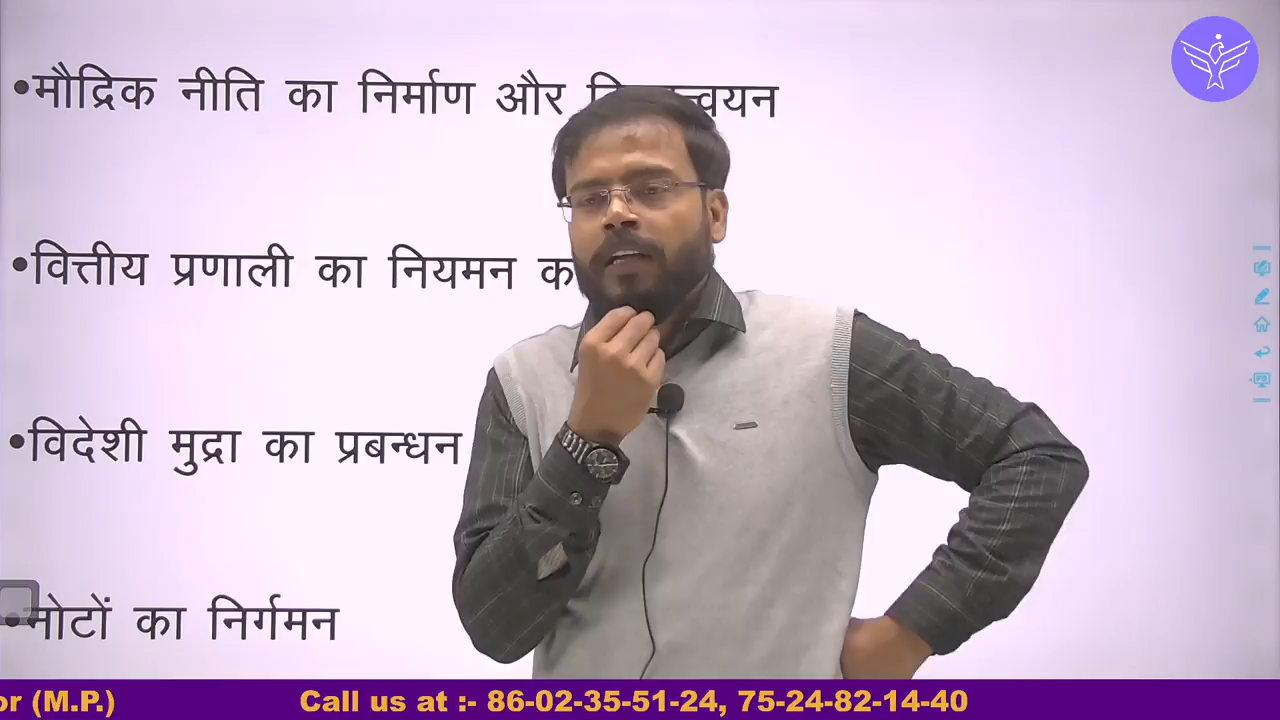 •मौद्रिक नीति का निर्माण और
•वित्तीय प्रणाली का नियमन
•विदेशी मुद्रा का प्रबन्धन
•नोटों का निर्गमन
(M.P.) Call us at :- 86-02-35-51-24, 75-24-82-14-40